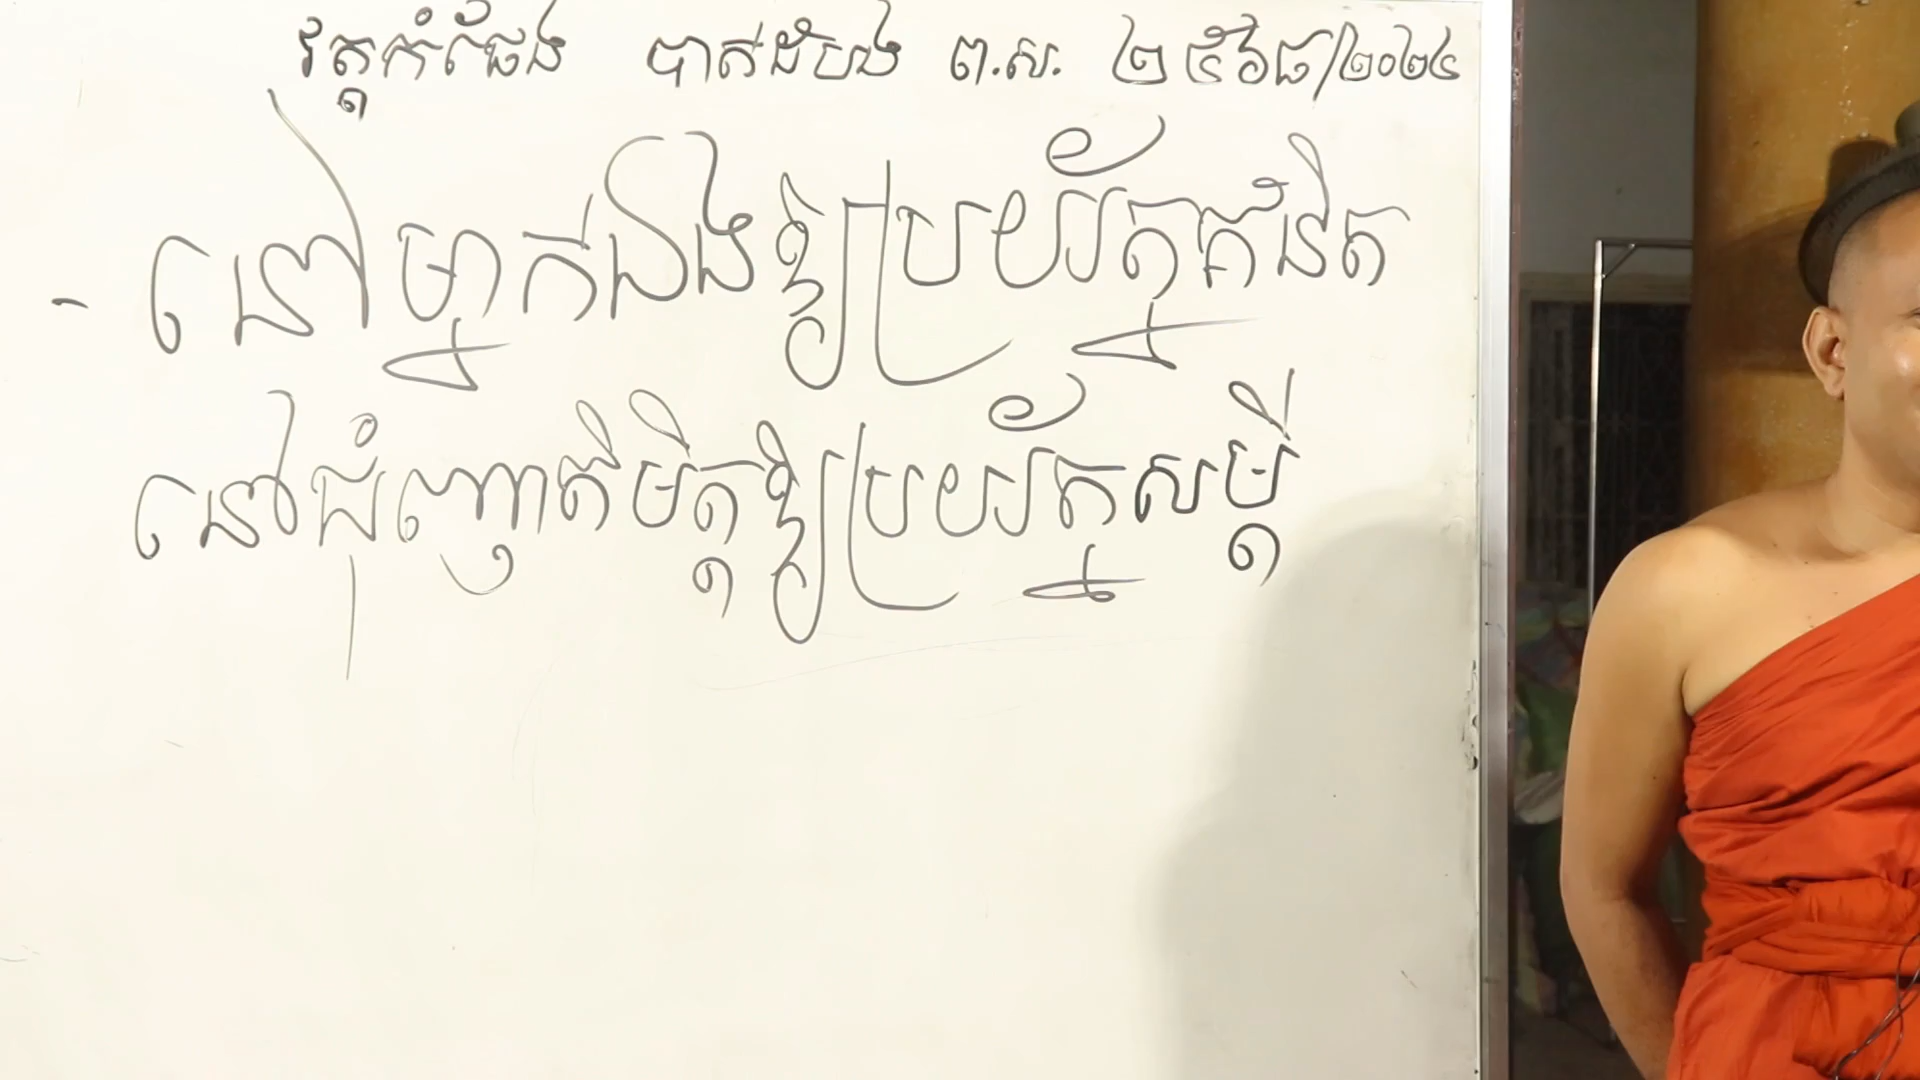 វត្តកំផែង បាត់ដំបង ព.ស. ២៥៦៨/២០២៤
- នៅម្នាក់ឯងឱ្យប្រយ័ត្នគំនិត
នៅជុំញាតិមិត្តឱ្យប្រយ័ត្នសម្ដី